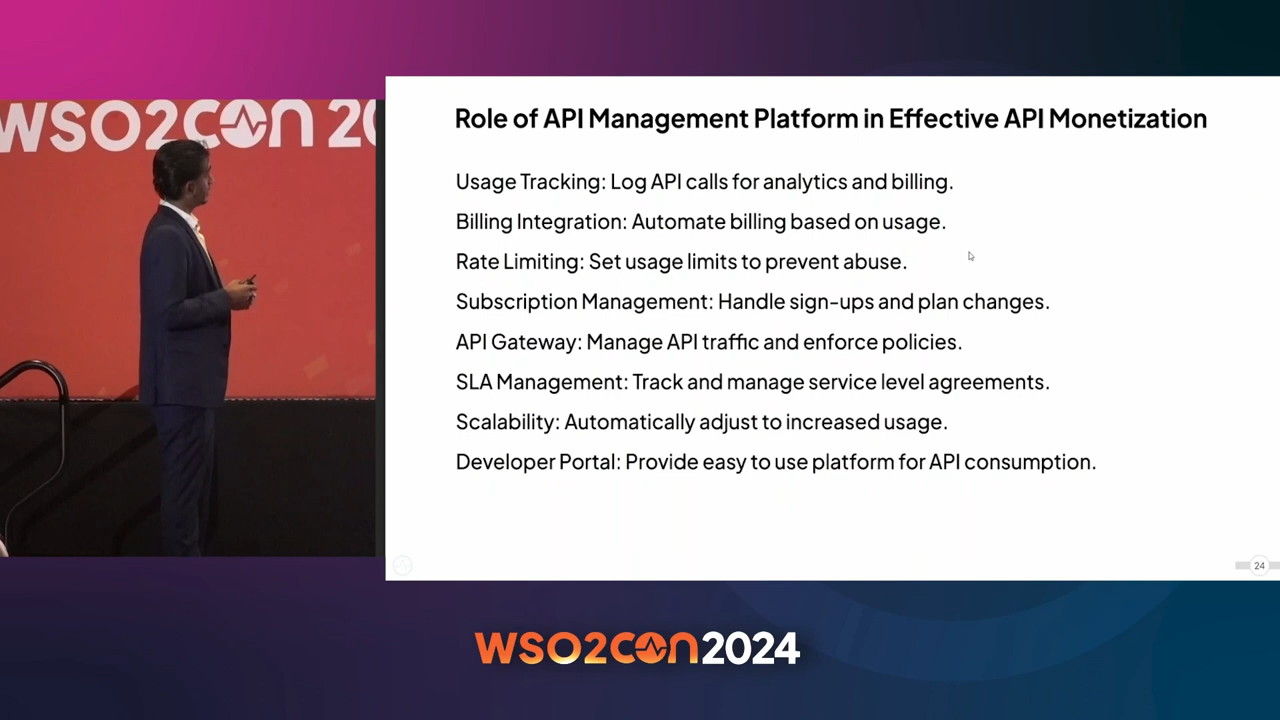 WSO2CON 20
Role of API Management Platform in Effective API Monetization
Usage Tracking: Log API calls for analytics and billing.
Billing Integration: Automate billing based on usage.
Rate Limiting: Set usage limits to prevent abuse.
Subscription Management: Handle sign-ups and plan changes.
API Gateway: Manage API traffic and enforce policies.
SLA Management: Track and manage service level agreements.
Scalability: Automatically adjust to increased usage.
Developer Portal: Provide easy to use platform for API consumption.
24
WSO2CON2024